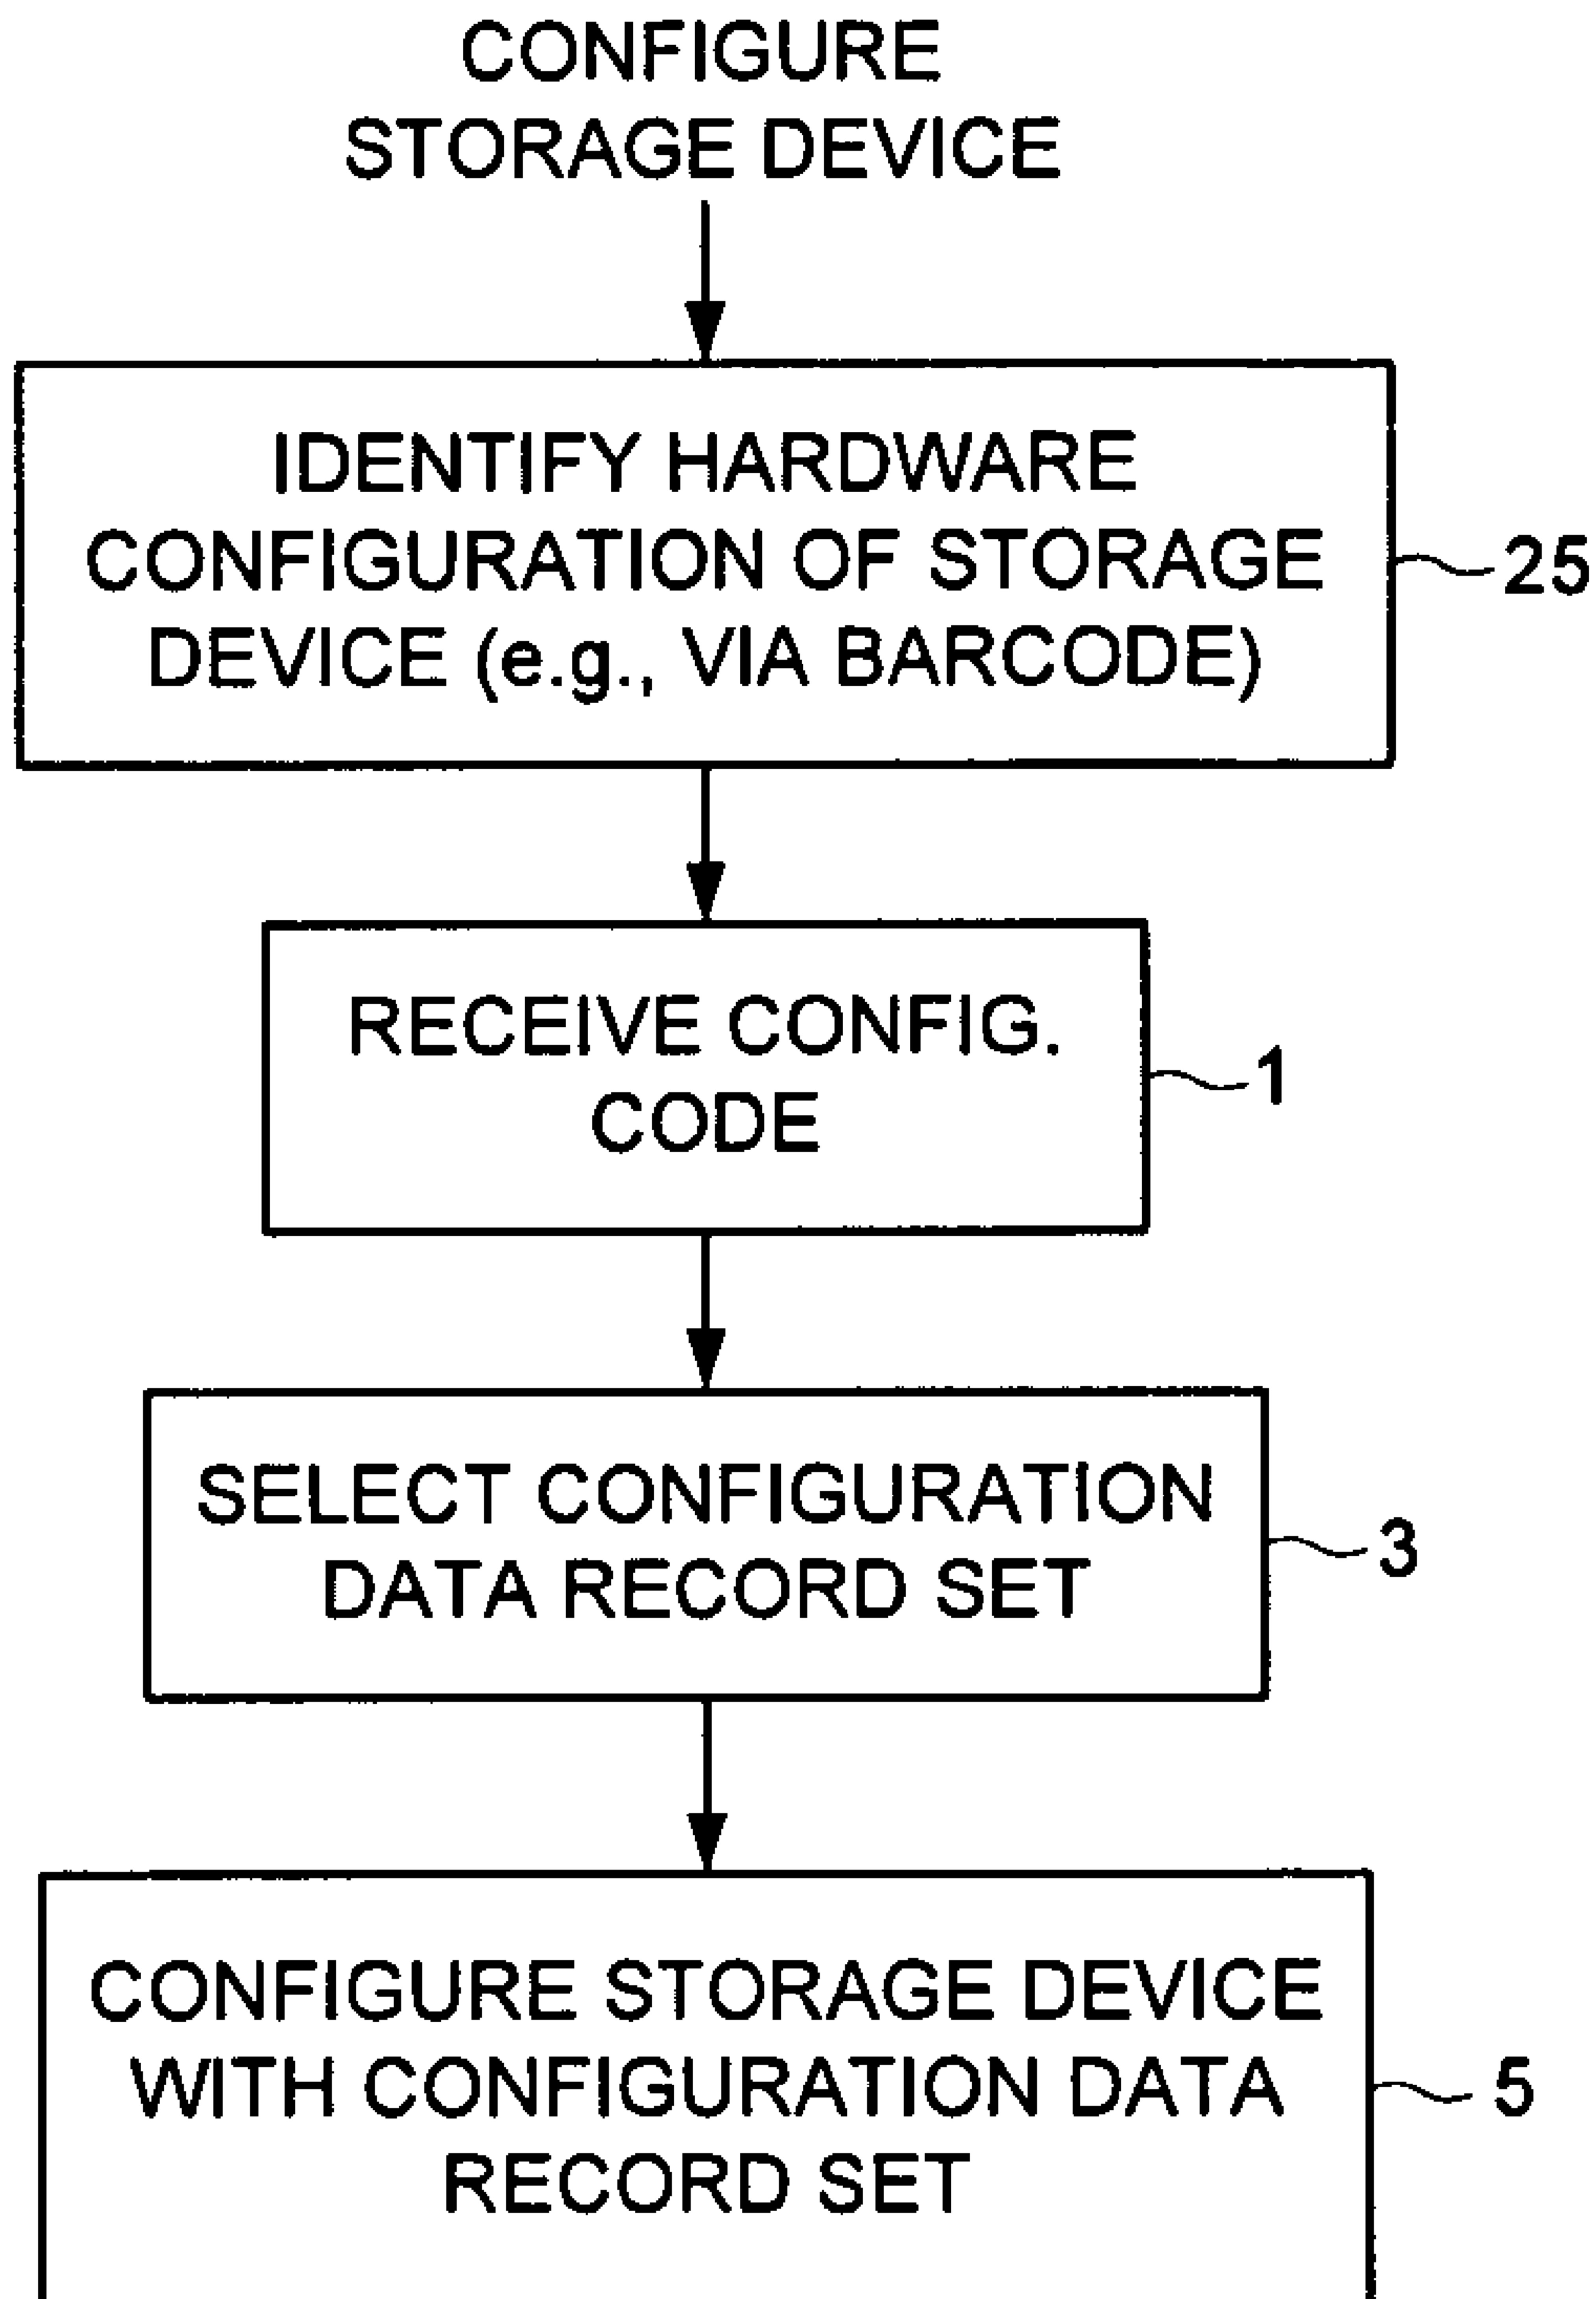 CONFIGURE
STORAGE DEVICE
IDENTIFY HARDWARE
CONFIGURATION OF STORAGE
DEVICE (e.g., VIA BARCODE)
25
RECEIVE CONFIG.
CODE
1
SELECT CONFIGURATION
DATA RECORD SET
3
CONFIGURE STORAGE DEVICE
WITH CONFIGURATION DATA
RECORD SET
5